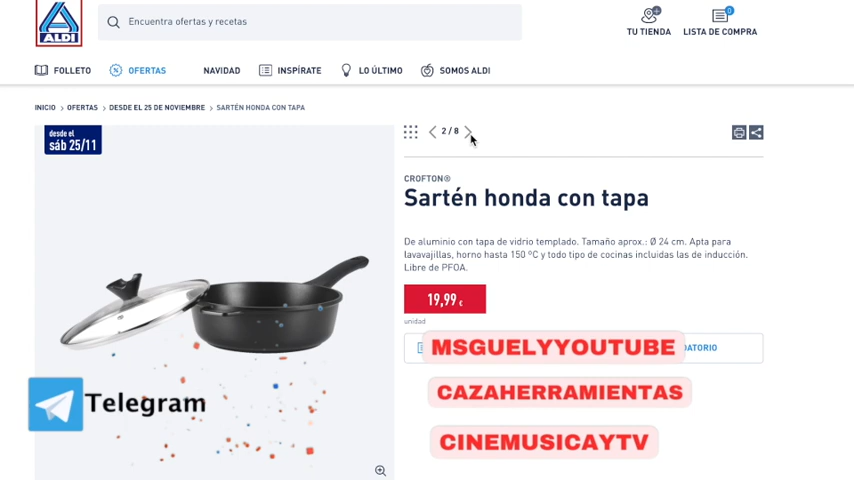 ALDI
Encuentra ofertas y recetas
TU TIENDA
0
LISTA DE COMPRA
FOLLETO
OFERTAS
NAVIDAD
INSPÍRATE
LO ÚLTIMO
SOMOS ALDI
INICIO > OFERTAS > DESDE EL 25 DE NOVIEMBRE > SARTÉN HONDA CON TAPA
desde el
sáb 25/11
2 / 8
CROFTON®
Sartén honda con tapa
De aluminio con tapa de vidrio templado. Tamaño aprox.: Ø 24 cm. Apta para
lavavajillas, horno hasta 150 ºC y todo tipo de cocinas incluidas las de inducción.
Libre de PFOA.
19,99 €
unidad
MSGUELYYOUTUBE
CAZAHERRAMIENTAS
CINEMUSICAYTV
Telegram